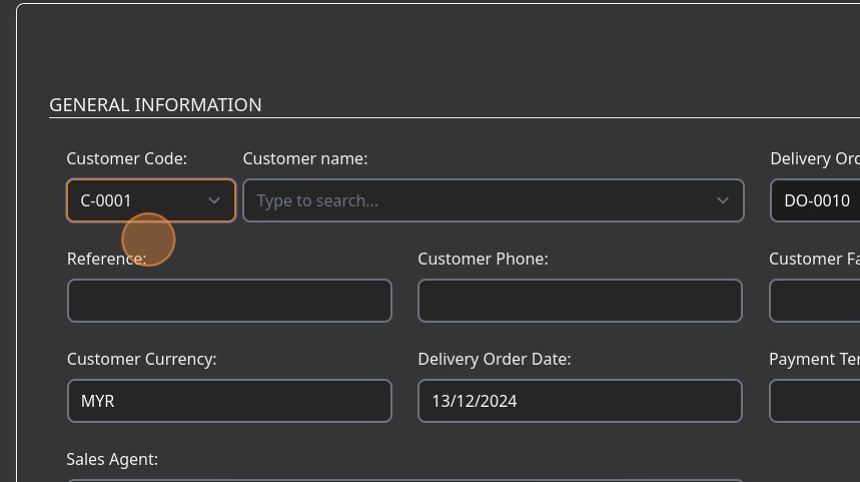 GENERAL INFORMATION
Customer Code: Customer name: Delivery Ord
C-0001 Type to search... DO-0010
Reference: Customer Phone: Customer Fa
Customer Currency: Delivery Order Date: Payment Ter
MYR 13/12/2024
Sales Agent: